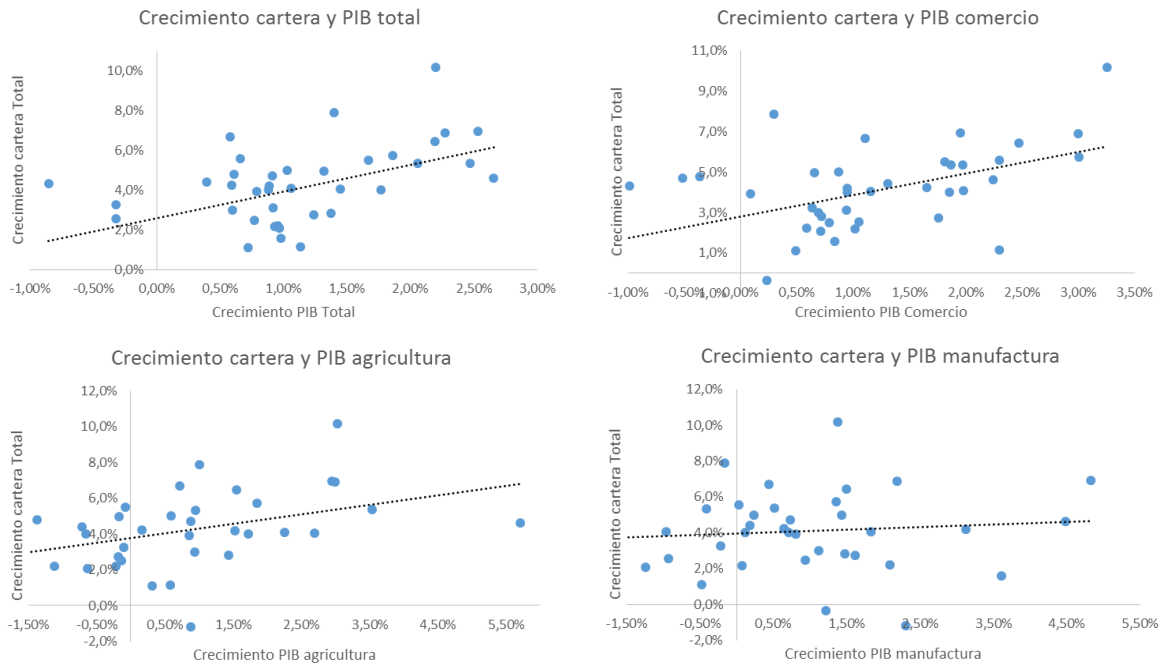 Crecimiento cartera y PIB total
Crecimiento cartera Total
10,0%
8,0%
6,0%
4,0%
2,0%
0,0%
-1,00% -0,50% 0,00% 0,50% 1,00% 1,50% 2,00% 2,50% 3,00%
Crecimiento PIB Total
Crecimiento cartera y PIB comercio
Crecimiento cartera Total
11,0%
9,0%
7,0%
5,0%
3,0%
1,0%
-1,0%
-1,00% -0,50% 0,00% 0,50% 1,00% 1,50% 2,00% 2,50% 3,00% 3,50%
Crecimiento PIB Comercio
Crecimiento cartera y PIB agricultura
Crecimiento cartera Total
12,0%
10,0%
8,0%
6,0%
4,0%
2,0%
0,0%
-2,0%
-1,50% -0,50% 0,50% 1,50% 2,50% 3,50% 4,50% 5,50%
Crecimiento PIB agricultura
Crecimiento cartera y PIB manufactura
Crecimiento cartera Total
12,0%
10,0%
8,0%
6,0%
4,0%
2,0%
0,0%
-2,0%
-1,50% -0,50% 0,50% 1,50% 2,50% 3,50% 4,50% 5,50%
Crecimiento PIB manufactura